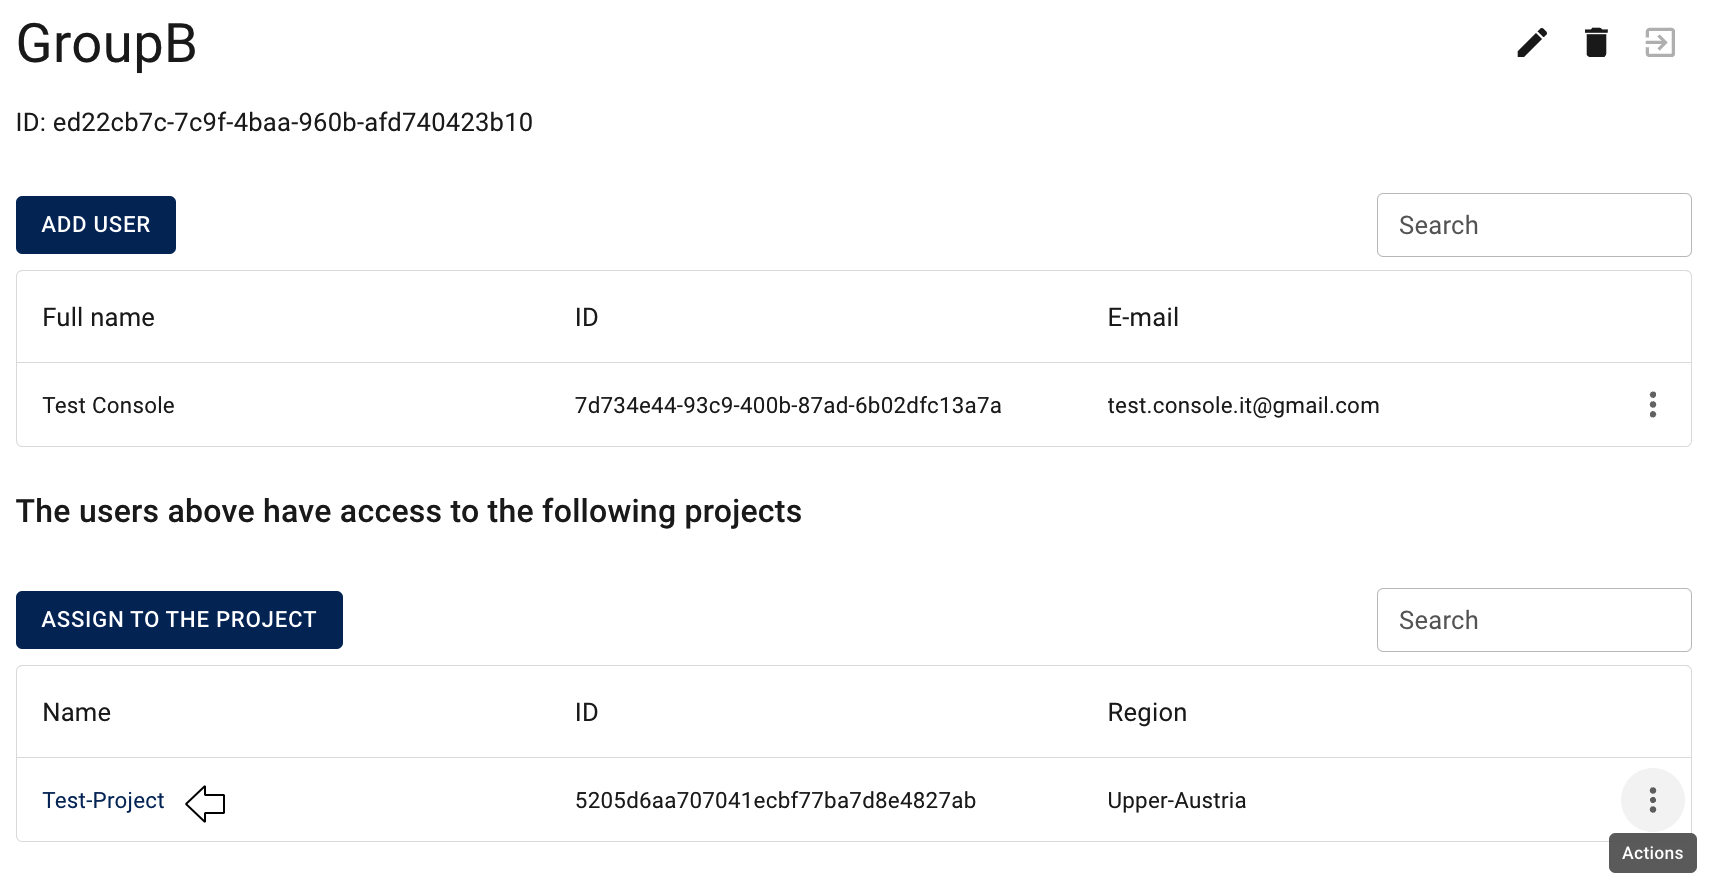 GroupB
ID: ed22cb7c-7c9f-4baa-960b-afd740423b10
ADD USER
Search
Full name ID E-mail
Test Console 7d734e44-93c9-400b-87ad-6b02dfc13a7a test.console.it@gmail.com
The users above have access to the following projects
ASSIGN TO THE PROJECT
Search
Name ID Region
Test-Project 5205d6aa707041ecbf77ba7d8e4827ab Upper-Austria
Actions